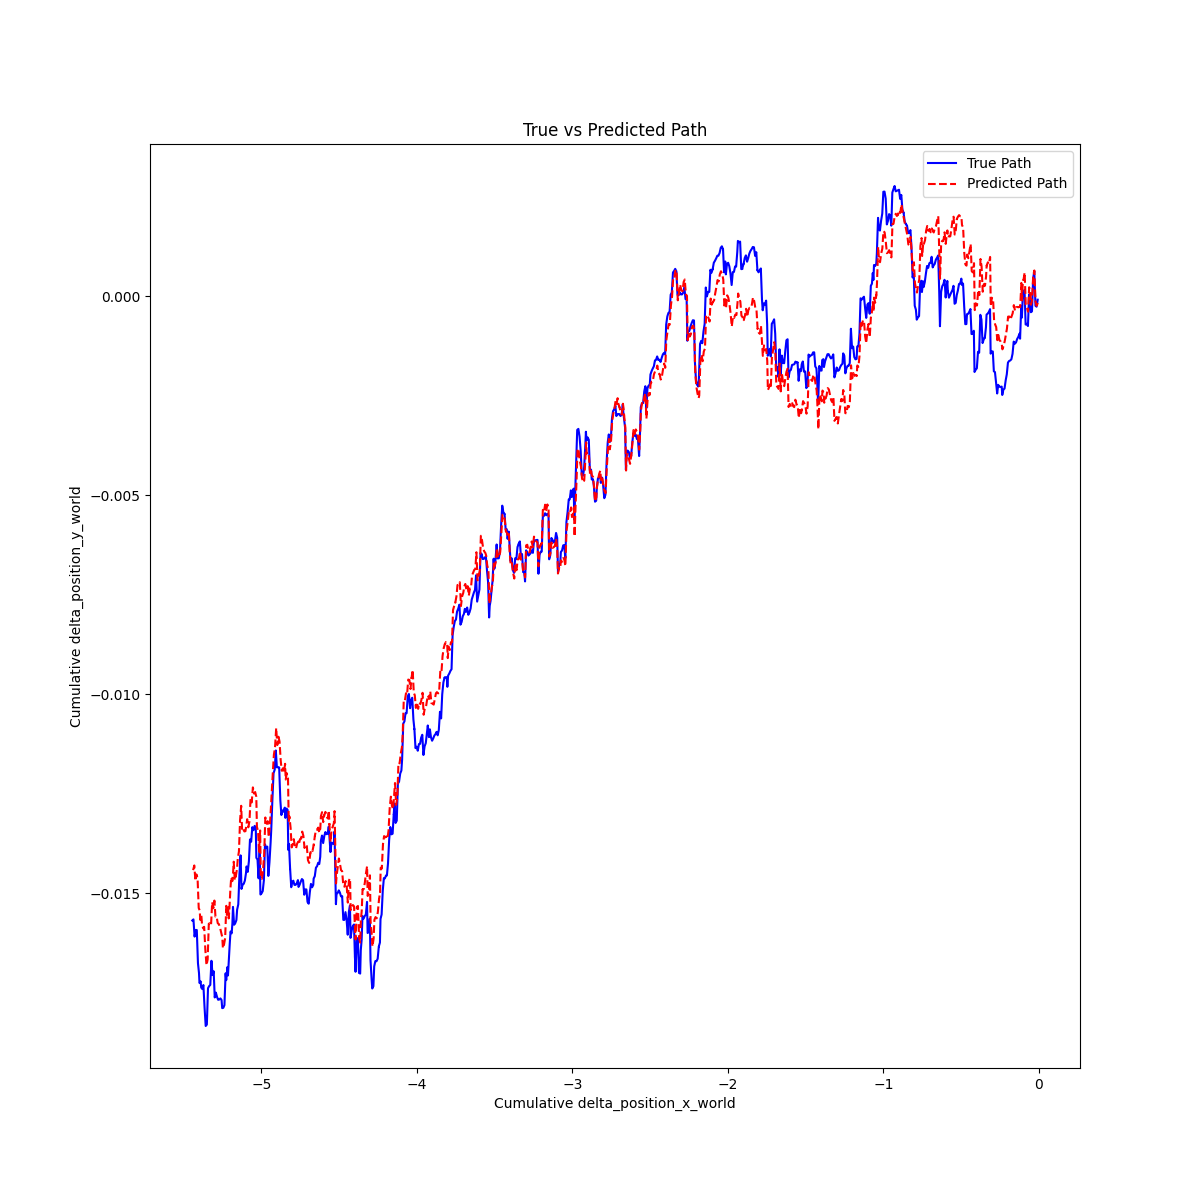 True vs Predicted Path
True Path
Predicted Path
0.000
−0.005
−0.010
−0.015
Cumulative delta_position_y_world
−5
−4
−3
−2
−1
0
Cumulative delta_position_x_world